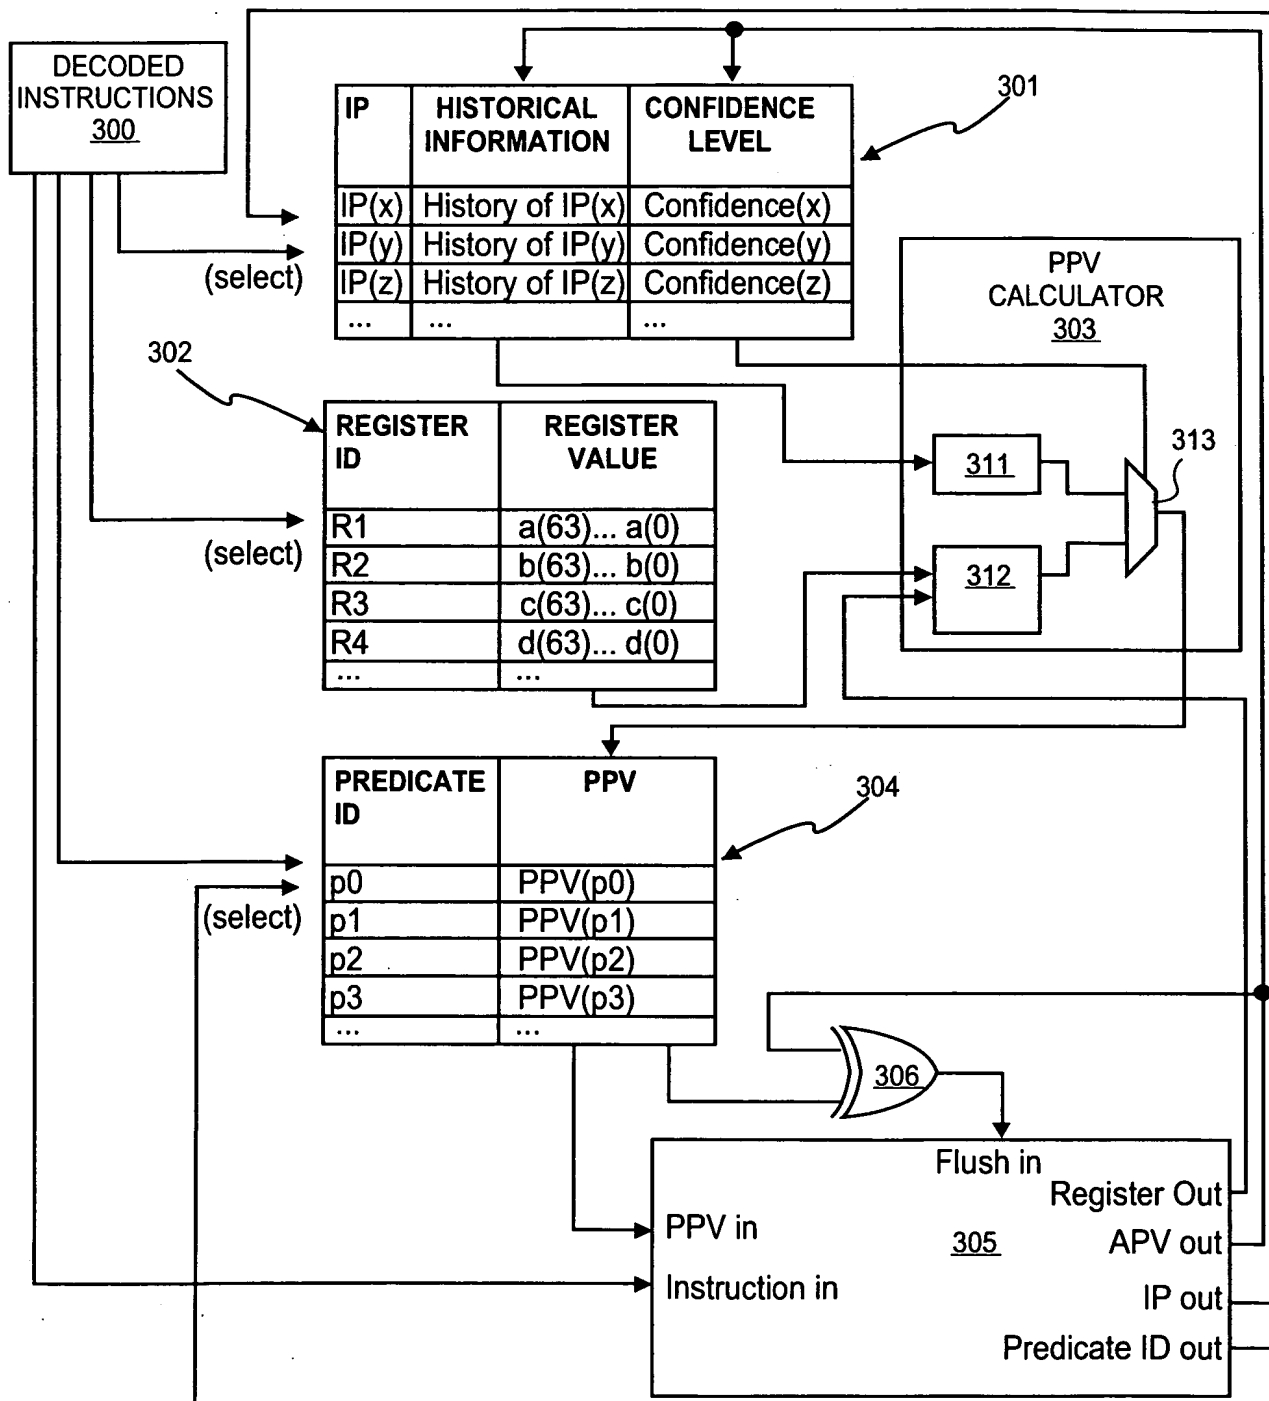 DECODED
INSTRUCTIONS
300
IP HISTORICAL INFORMATION CONFIDENCE LEVEL
301
IP(x) History of IP(x) Confidence(x)
IP(y) History of IP(y) Confidence(y)
IP(z) History of IP(z) Confidence(z)
... ... ...
(select)
PPV
CALCULATOR
303
311
312
313
302
REGISTER ID REGISTER VALUE
R1 a(63)... a(0)
R2 b(63)... b(0)
R3 c(63)... c(0)
R4 d(63)... d(0)
... ...
(select)
PREDICATE ID PPV
304
p0 PPV(p0)
p1 PPV(p1)
p2 PPV(p2)
p3 PPV(p3)
... ...
(select)
306
Flush in
Register Out
PPV in
305
APV out
Instruction in
IP out
Predicate ID out